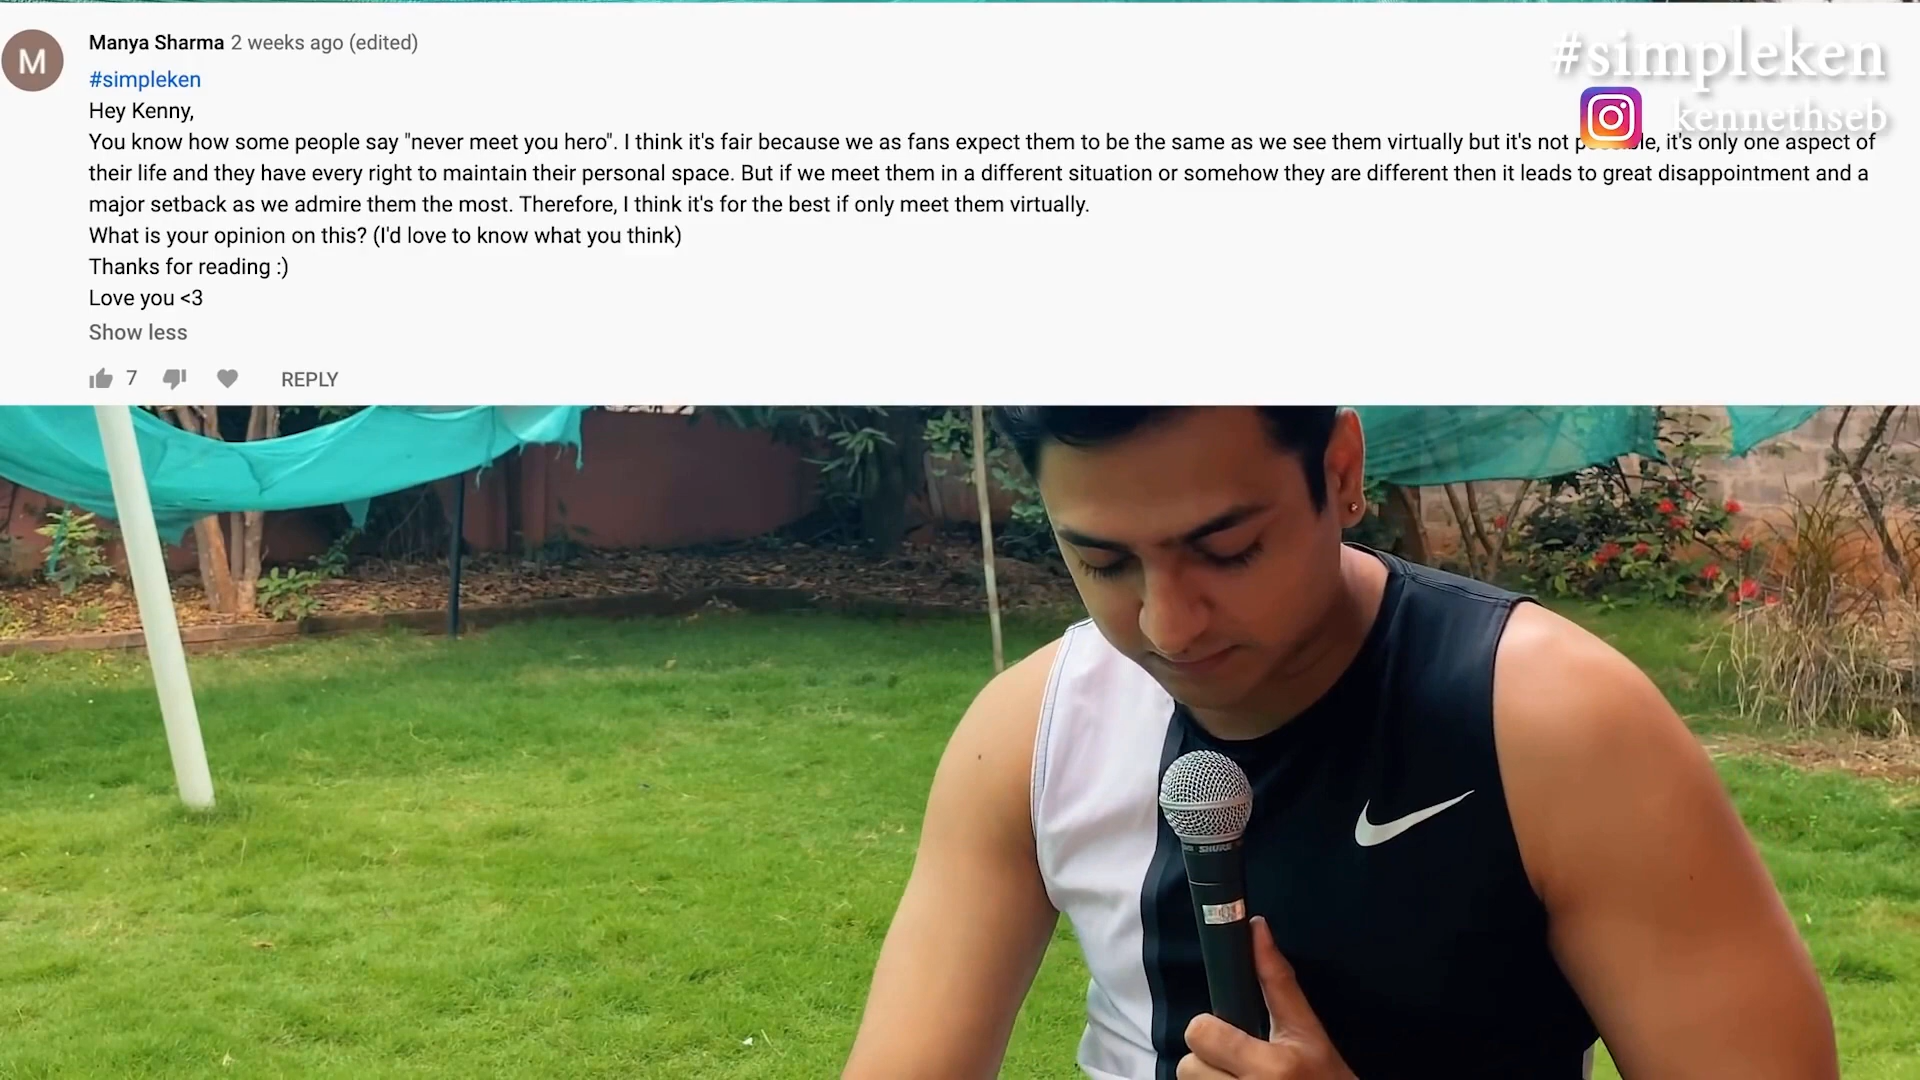 M
Manya Sharma 2 weeks ago (edited)
#simpleken
Hey Kenny,
You know how some people say "never meet you hero". I think it's fair because we as fans expect them to be the same as we see them virtually but it's not it's only one aspect of
their life and they have every right to maintain their personal space. But if we meet them in a different situation or somehow they are different then it leads to great disappointment and a
major setback as we admire them the most. Therefore, I think it's for the best if only meet them virtually.
What is your opinion on this? (I'd love to know what you think)
Thanks for reading :)
Love you <3
Show less
7 REPLY
#simpleken
kennethseb
SHURE